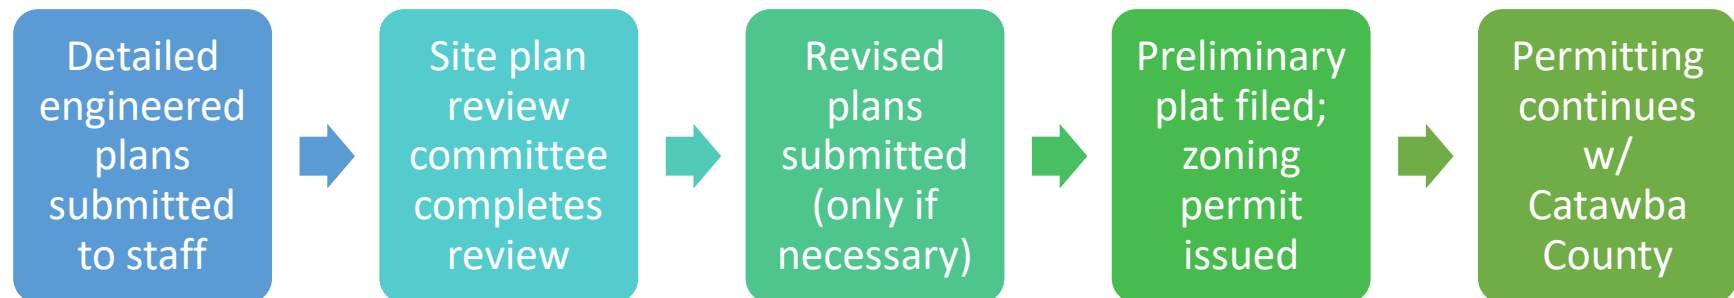 Detailed
engineered
plans
submitted
to staff
Site plan
review
committee
completes
review
Revised
plans
submitted
(only if
necessary)
Preliminary
plat filed;
zoning
permit
issued
Permitting
continues
w/
Catawba
County